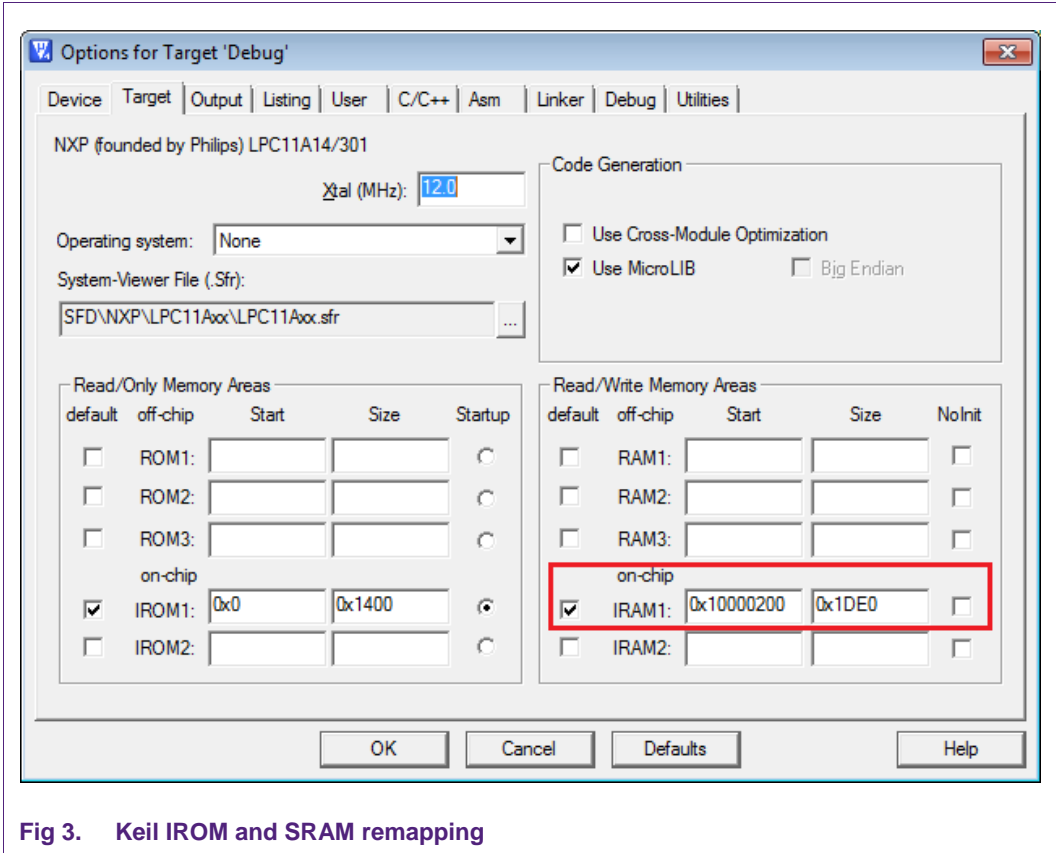 Options for Target 'Debug'
Device Target Output Listing User C/C++ Asm Linker Debug Utilities
NXP (founded by Philips) LPC11A14/301
Xtal (MHz): 12.0
Operating system: None
System-Viewer File (.Sfr):
SFD\NXP\LPC11Axx\LPC11Axx.sfr ...
Code Generation
Use Cross-Module Optimization
Use MicroLIB Big Endian
Read/Only Memory Areas
default off-chip Start Size Startup
ROM1:
ROM2:
ROM3:
on-chip
IROM1: 0x0 0x1400
IROM2:
Read/Write Memory Areas
default off-chip Start Size NoInit
RAM1:
RAM2:
RAM3:
on-chip
IRAM1: 0x10000200 0x1DE0
IRAM2:
OK Cancel Defaults Help
Fig 3. Keil IROM and SRAM remapping